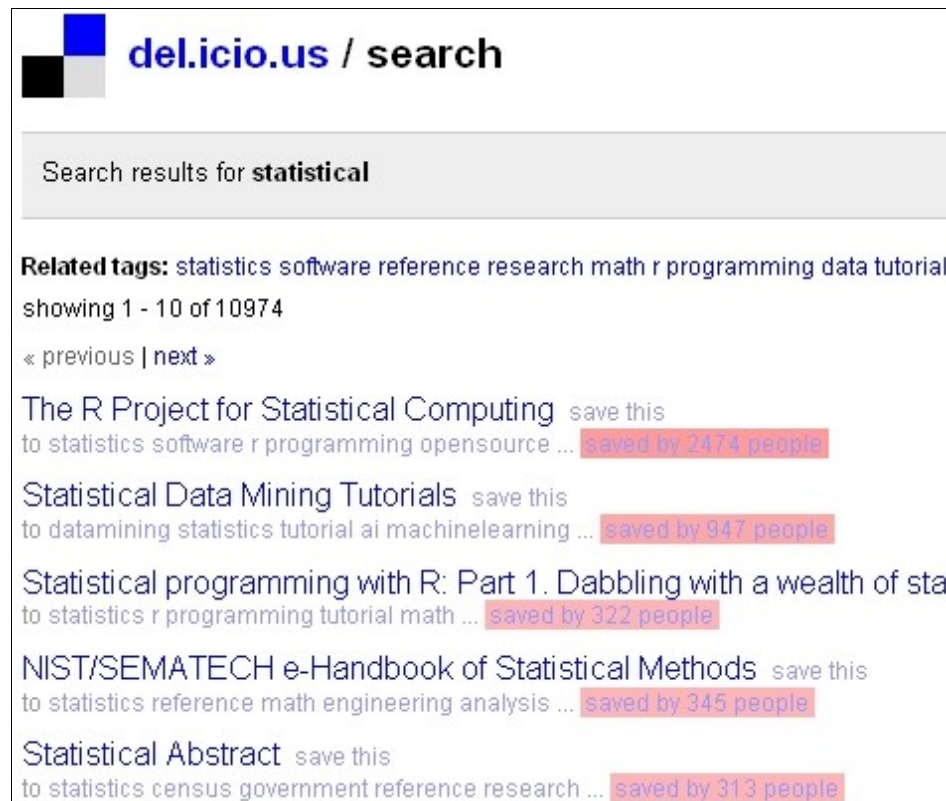 del.icio.us / search
Search results for statistical
Related tags: statistics software reference research math r programming data tutorial
showing 1 - 10 of 10974
« previous | next »
The R Project for Statistical Computing save this
to statistics software r programming opensource ... saved by 2474 people
Statistical Data Mining Tutorials save this
to datamining statistics tutorial ai machinelearning ... saved by 947 people
Statistical programming with R: Part 1. Dabbling with a wealth of sta
to statistics r programming tutorial math ... saved by 322 people
NIST/SEMATECH e-Handbook of Statistical Methods save this
to statistics reference math engineering analysis ... saved by 345 people
Statistical Abstract save this
to statistics census government reference research ... saved by 313 people